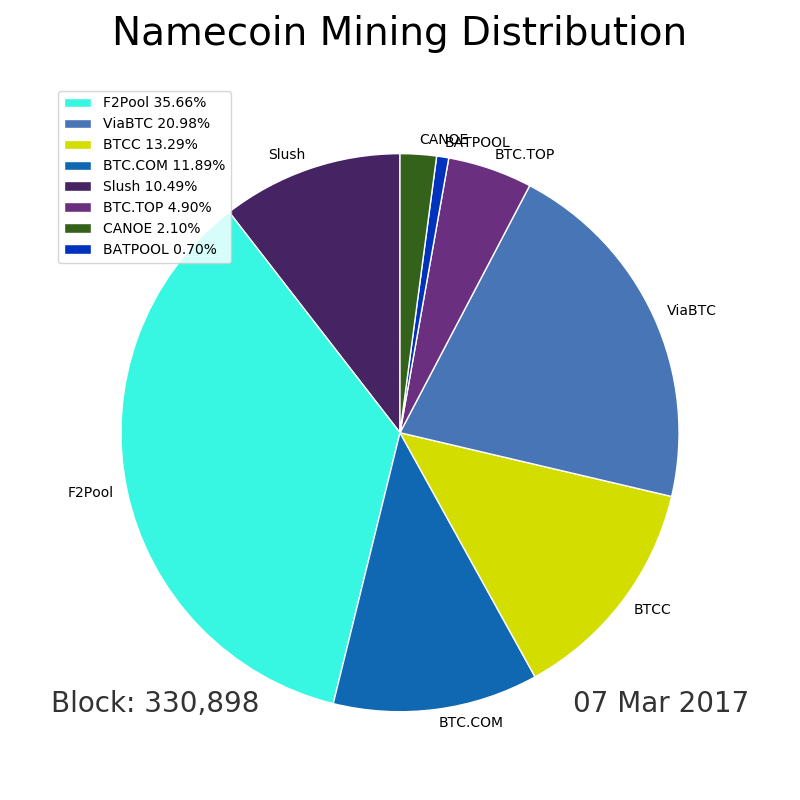 Namecoin Mining Distribution
F2Pool 35.66%
ViaBTC 20.98%
BTCC 13.29%
BTC.COM 11.89%
Slush 10.49%
BTC.TOP 4.90%
CANOE 2.10%
BATPOOL 0.70%
CANOE
BATPOOL
BTC.TOP
Slush
ViaBTC
F2Pool
BTCC
BTC.COM
Block: 330,898
07 Mar 2017